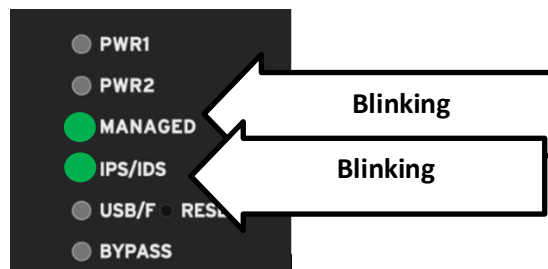 PWR1
PWR2
Blinking
MANAGED
IPS/IDS
Blinking
USB/F
BYPASS